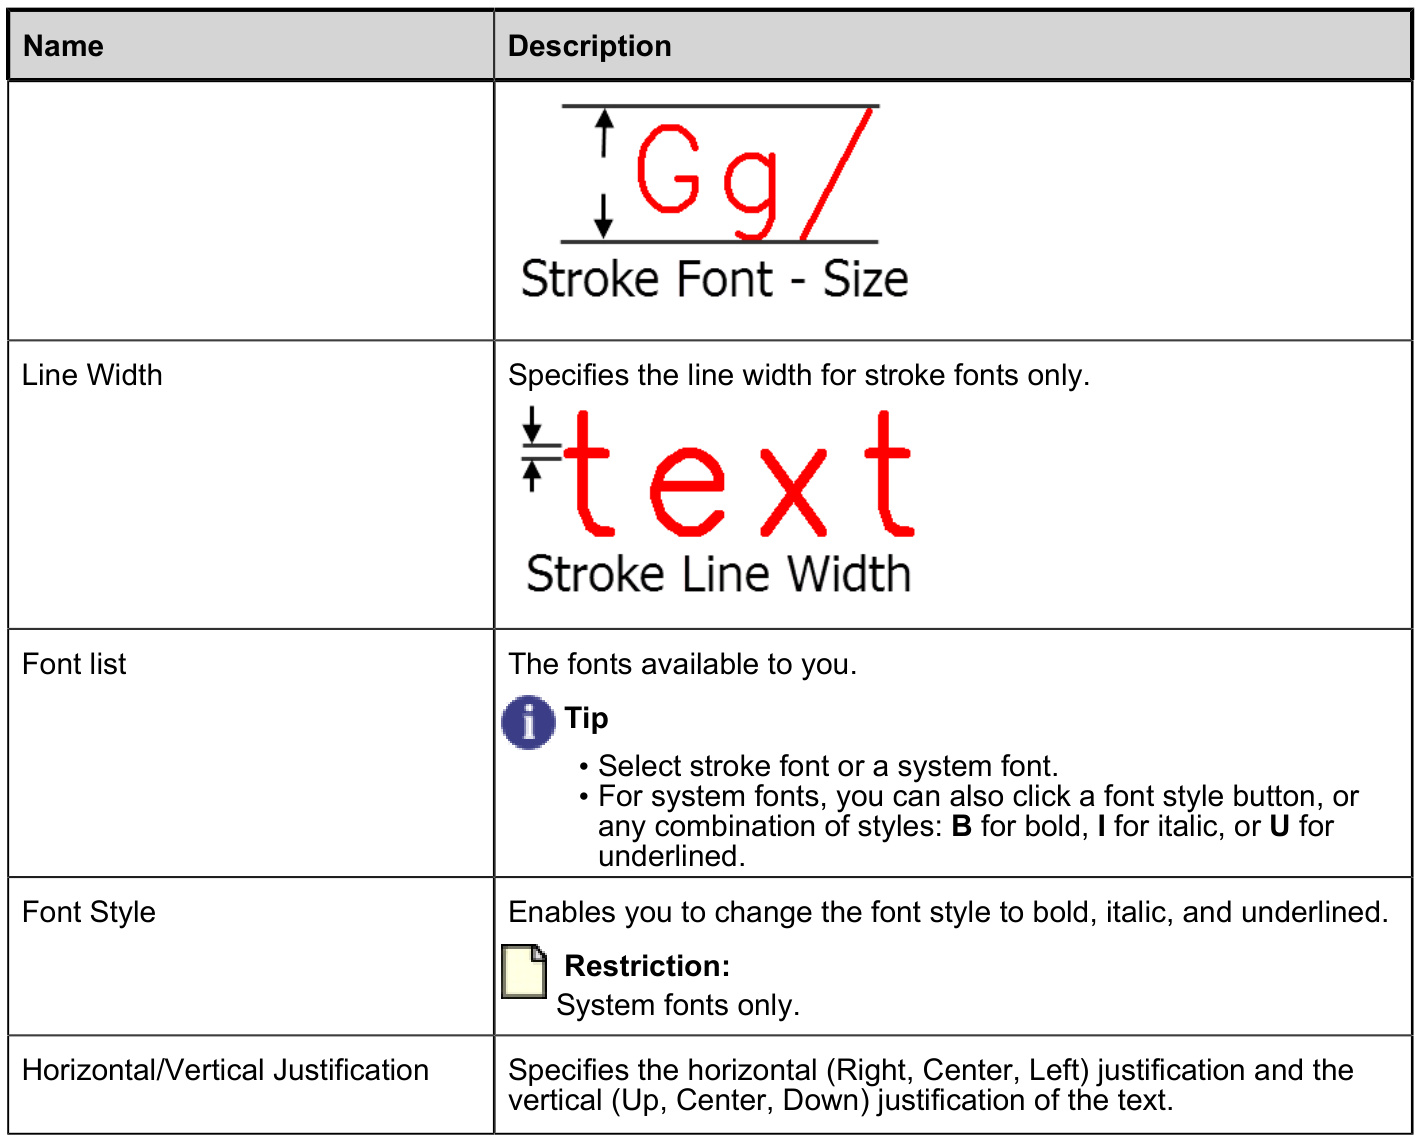 Name
Description
Gg/
Stroke Font - Size
Line Width
Specifies the line width for stroke fonts only.
text
Stroke Line Width
Font list
The fonts available to you.
i Tip
• Select stroke font or a system font.
• For system fonts, you can also click a font style button, or
any combination of styles: B for bold, I for italic, or U for
underlined.
Font Style
Enables you to change the font style to bold, italic, and underlined.
Restriction:
System fonts only.
Horizontal/Vertical Justification
Specifies the horizontal (Right, Center, Left) justification and the
vertical (Up, Center, Down) justification of the text.